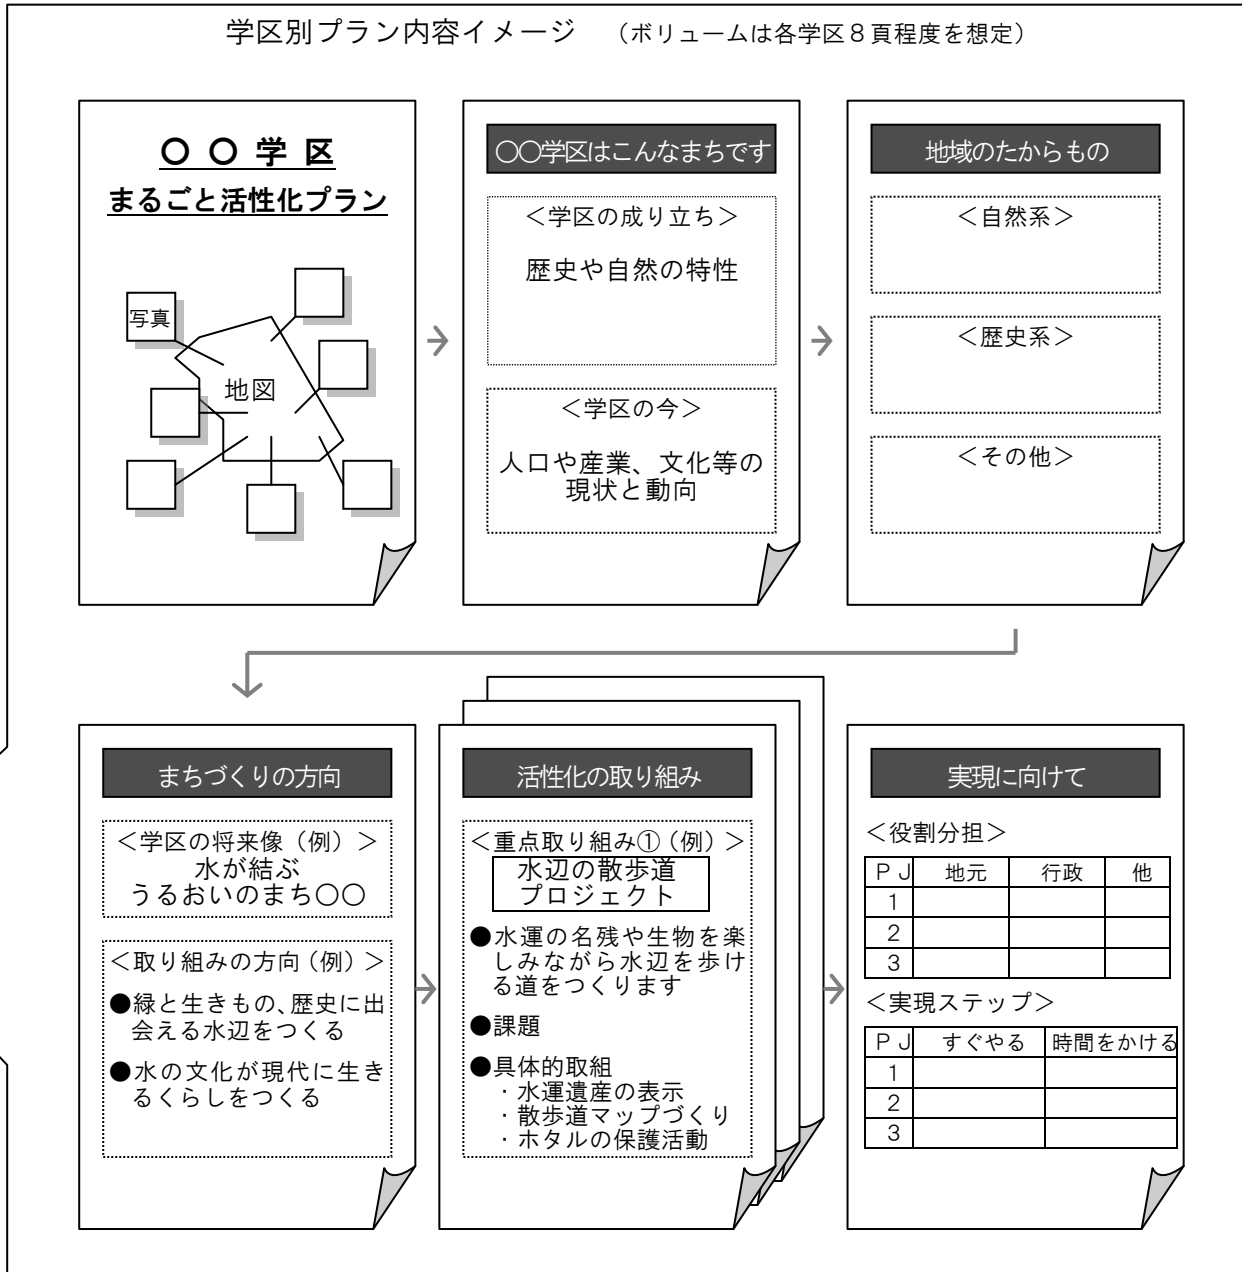 学区別プラン内容イメージ （ボリュームは各学区８頁程度を想定）
〇 〇 学 区
まるごと活性化プラン
写真
地図
〇〇学区はこんなまちです
＜学区の成り立ち＞
歴史や自然の特性
＜学区の今＞
人口や産業、文化等の
現状と動向
地域のたからもの
＜自然系＞
＜歴史系＞
＜その他＞
まちづくりの方向
＜学区の将来像（例）＞
水が結ぶ
うるおいのまち〇〇
＜取り組みの方向（例）＞
●緑と生きもの、歴史に出
会える水辺をつくる
●水の文化が現代に生き
るくらしをつくる
活性化の取り組み
＜重点取り組み①（例）＞
水辺の散歩道
プロジェクト
●水運の名残や生物を楽
しみながら水辺を歩け
る道をつくります
●課題
●具体的取組
・水運遺産の表示
・散歩道マップづくり
・ホタルの保護活動
実現に向けて
＜役割分担＞
ＰＪ 地元 行政 他
１
２
３
＜実現ステップ＞
ＰＪ すぐやる 時間をかける
１
２
３